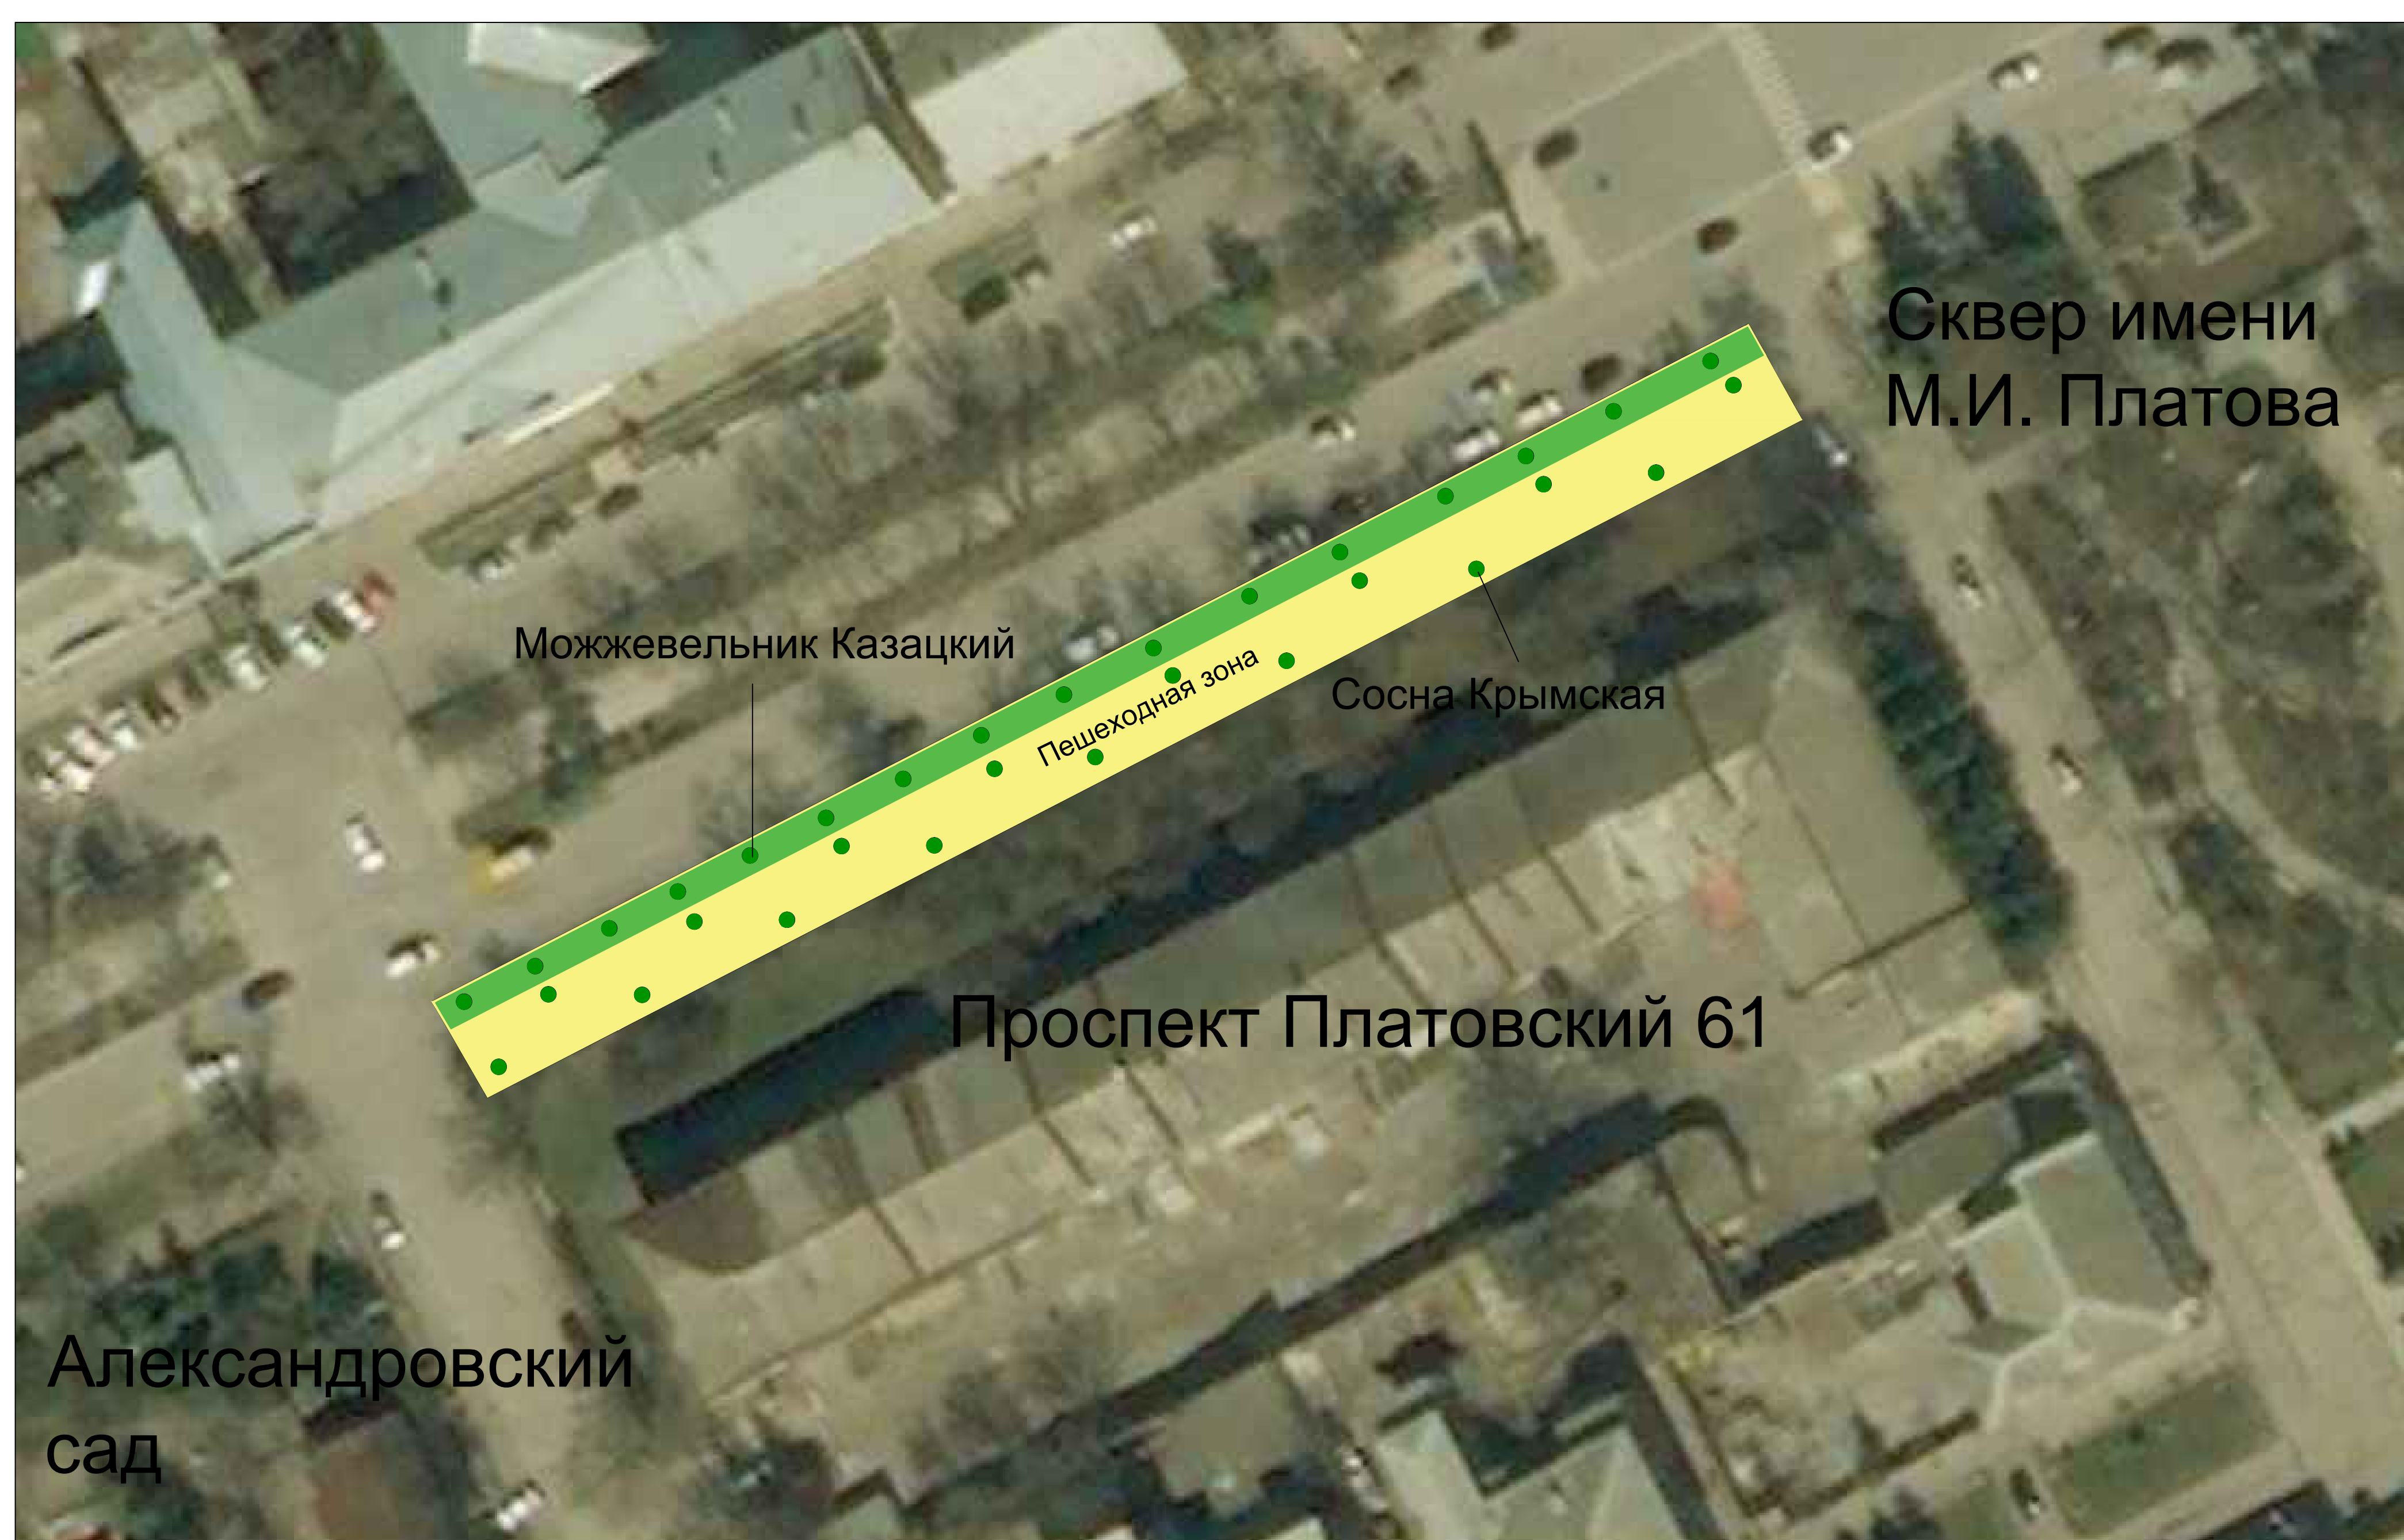 Сквер имени
М.И. Платова
Можжевельник Казацкий
Пешеходная зона
Сосна Крымская
Проспект Платовский 61
Александровский
сад